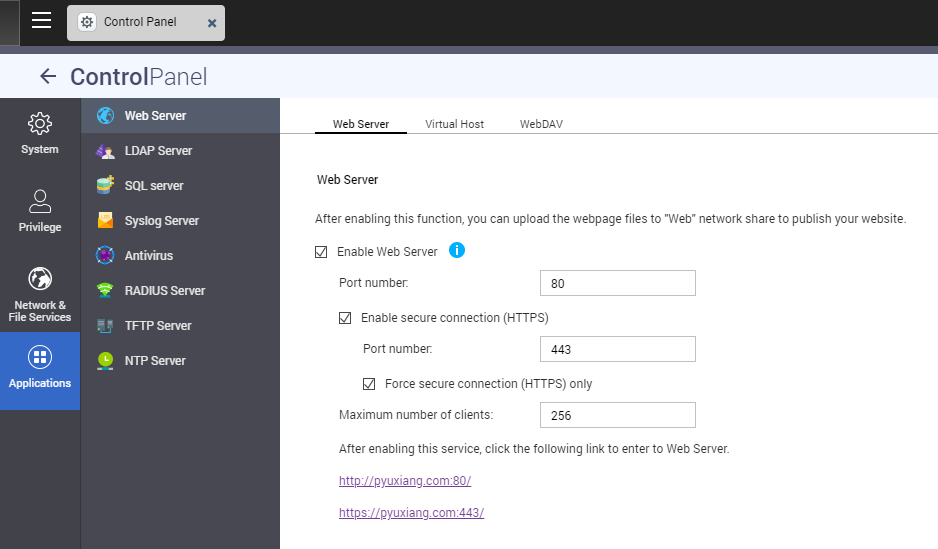 Control Panel
ControlPanel
System
Privilege
Network &
File Services
Applications
Web Server
LDAP Server
SQL server
Syslog Server
Antivirus
RADIUS Server
TFTP Server
NTP Server
Web Server
Virtual Host
WebDAV
Web Server
After enabling this function, you can upload the webpage files to "Web" network share to publish your website.
Enable Web Server
Port number: 80
Enable secure connection (HTTPS)
Port number: 443
Force secure connection (HTTPS) only
Maximum number of clients: 256
After enabling this service, click the following link to enter to Web Server.
http://pyuxiang.com:80/
https://pyuxiang.com:443/